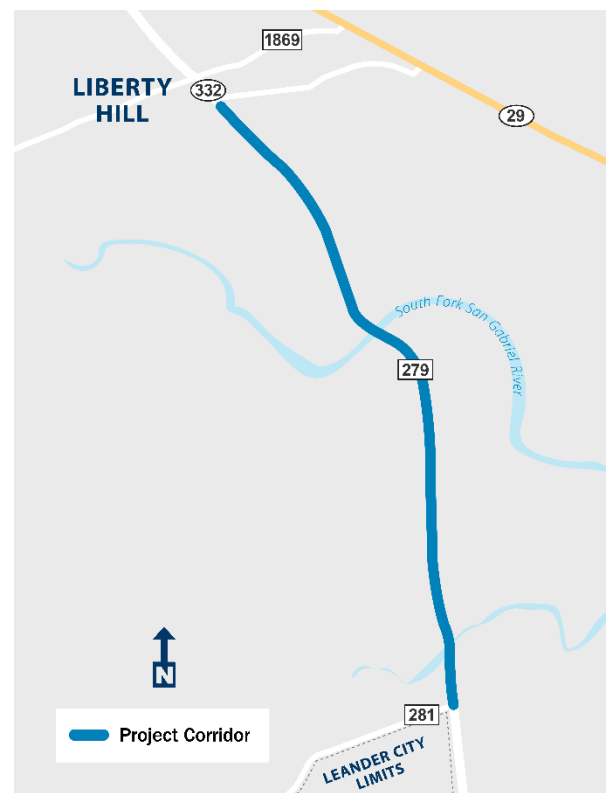 1869
LIBERTY
HILL
332
29
South Fork San Gabriel River
279
N
281
Project Corridor
LEANDER CITY
LIMITS